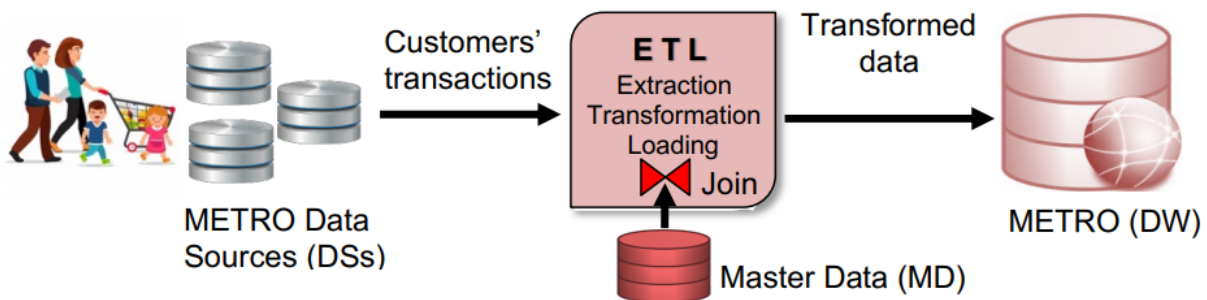 Customers'
transactions
E T L
Extraction
Transformation
Loading
Join
Transformed
data
METRO Data
Sources (DSs)
Master Data (MD)
METRO (DW)